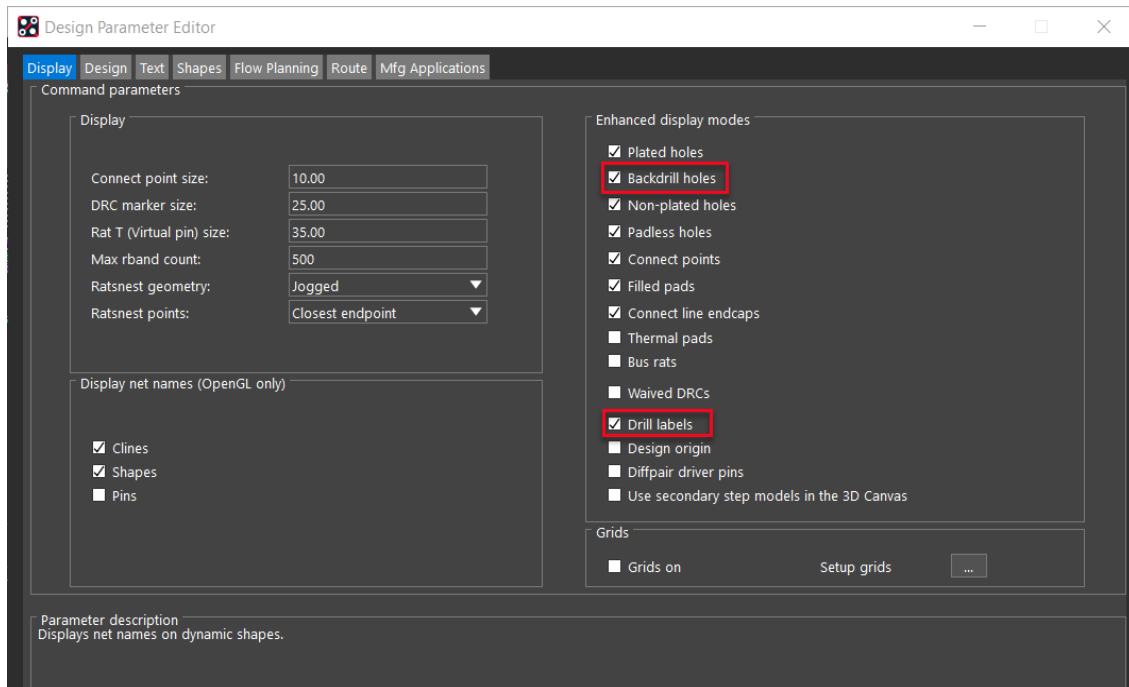 Design Parameter Editor
Display Design Text Shapes Flow Planning Route Mfg Applications
Command parameters
Display
Connect point size: 10.00
DRC marker size: 25.00
Rat T (Virtual pin) size: 35.00
Max rband count: 500
Ratsnest geometry: Jogged
Ratsnest points: Closest endpoint
Display net names (OpenGL only)
Clines
Shapes
Pins
Enhanced display modes
Plated holes
Backdrill holes
Non-plated holes
Padless holes
Connect points
Filled pads
Connect line endcaps
Thermal pads
Bus rats
Waived DRCs
Drill labels
Design origin
Diffpair driver pins
Use secondary step models in the 3D Canvas
Grids
Grids on Setup grids ...
Parameter description
Displays net names on dynamic shapes.